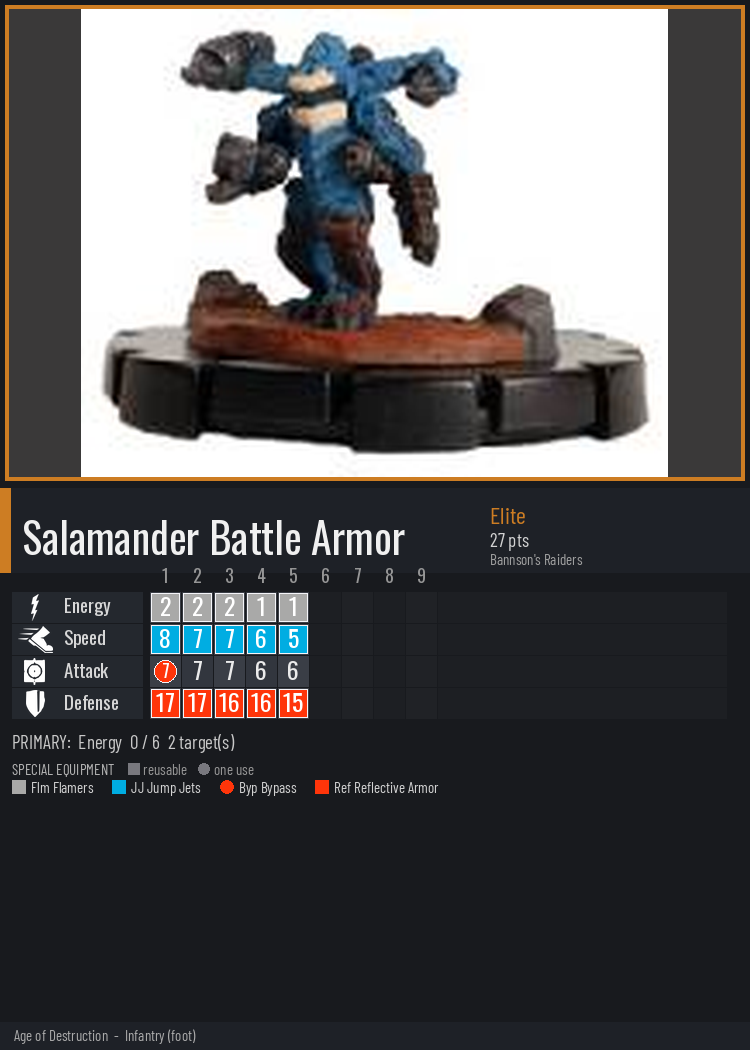 Salamander Battle Armor
Elite
27 pts
Bannson's Raiders
1 2 3 4 5 6 7 8 9
Energy 2 2 2 1 1
Speed 8 7 7 6 5
Attack 7 7 7 6 6
Defense 17 17 16 16 15
PRIMARY: Energy 0 / 6 2 target(s)
SPECIAL EQUIPMENT reusable one use
Flm Flamers JJ Jump Jets Byp Bypass Ref Reflective Armor
Age of Destruction - Infantry (foot)